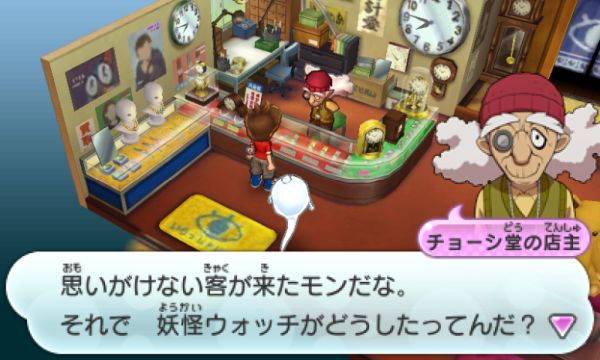 チョーシ堂の店主
思いがけない客が来たモンだな。
それで　妖怪ウォッチがどうしたってんだ？